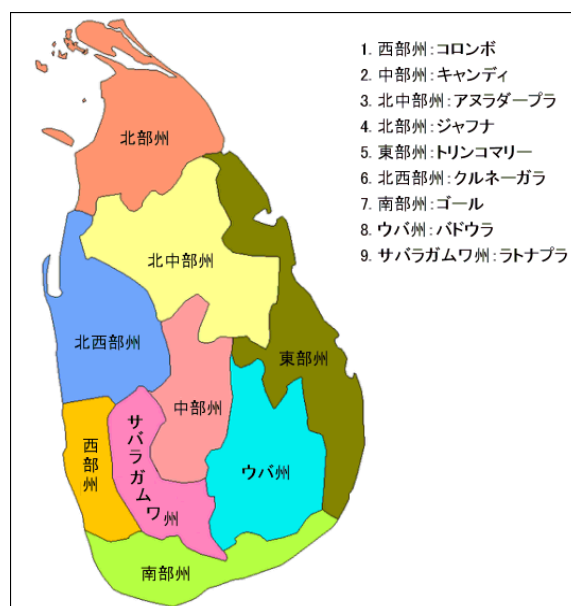 1. 西部州：コロンボ
2. 中部州：キャンディ
3. 北中部州：アヌラダープラ
4. 北部州：ジャフナ
5. 東部州：トリンコマリー
6. 北西部州：クルネーガラ
7. 南部州：ゴール
8. ウバ州：バドウラ
9. サバラガムワ州：ラトナプラ
北部州
北中部州
北西部州
東部州
中部州
サバラガムワ州
西部州
ウバ州
南部州